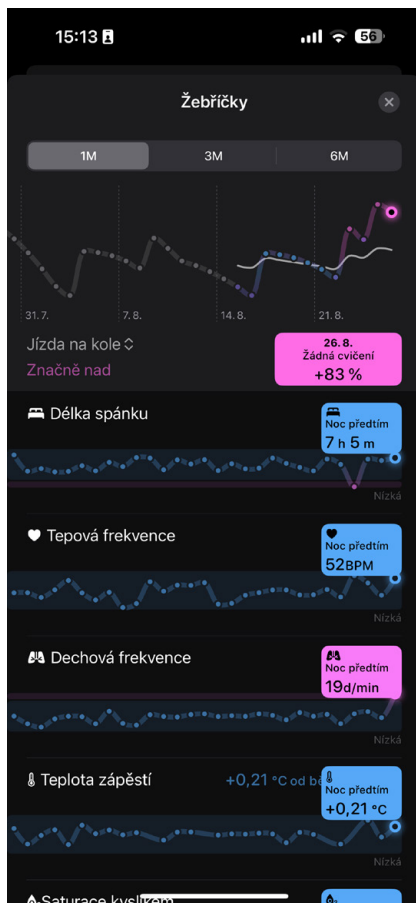 15:13
56
Žebříčky
1M 3M 6M
31.7. 7.8. 14.8. 21.8.
Jízda na kole
Značně nad
26.8.
Žádná cvičení
+83 %
Délka spánku
Noc předtím
7 h 5 m
Nízká
Tepová frekvence
Noc předtím
52BPM
Nízká
Dechová frekvence
Noc předtím
19d/min
Nízká
Teplota zápěstí
+0,21 °C od bě
Noc předtím
+0,21 °C
Nízká
Saturace kyslíkem